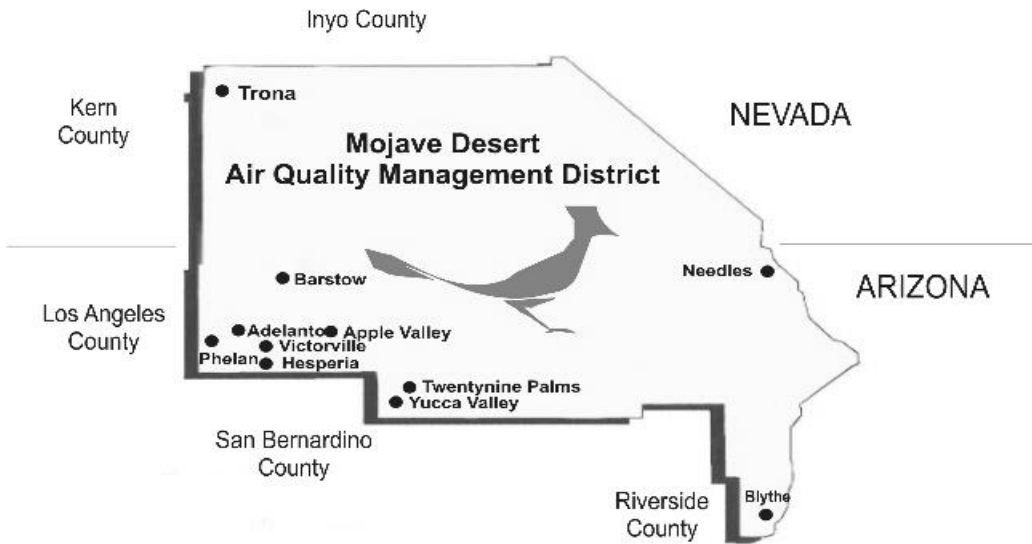 Inyo County
Kern
County
Trona
NEVADA
Mojave Desert
Air Quality Management District
Barstow
Needles
ARIZONA
Los Angeles
County
Adelanto
Apple Valley
Phelan
Victorville
Hesperia
Twentynine Palms
Yucca Valley
San Bernardino
County
Riverside
County
Blythe